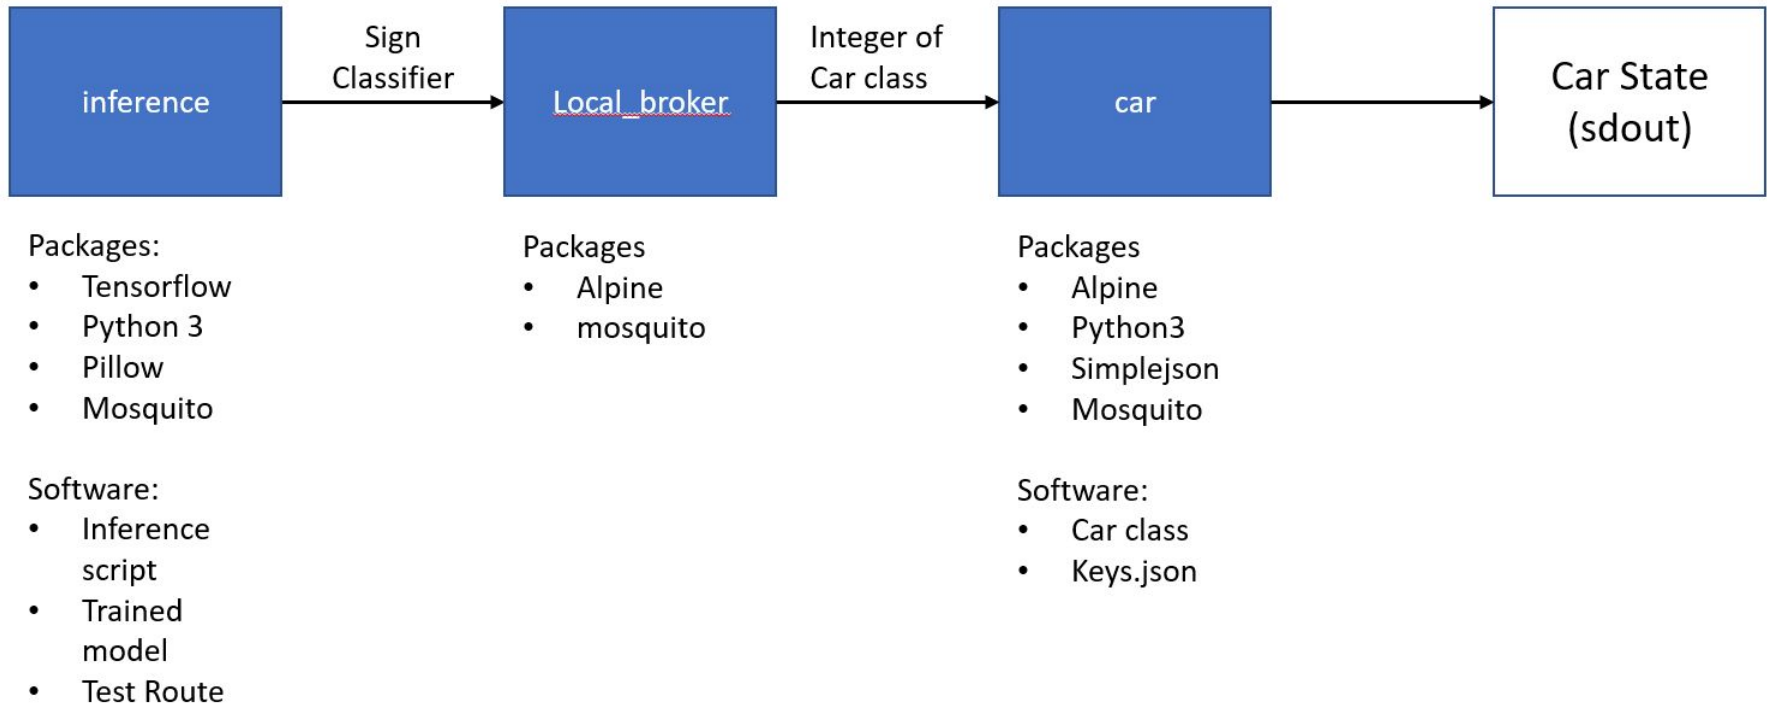 inference
Sign
Classifier
Local_broker
Integer of
Car class
car
Car State
(sdout)
Packages:
• Tensorflow
• Python 3
• Pillow
• Mosquito
Software:
• Inference
script
• Trained
model
• Test Route
Packages
• Alpine
• mosquito
Packages
• Alpine
• Python3
• Simplejson
• Mosquito
Software:
• Car class
• Keys.json